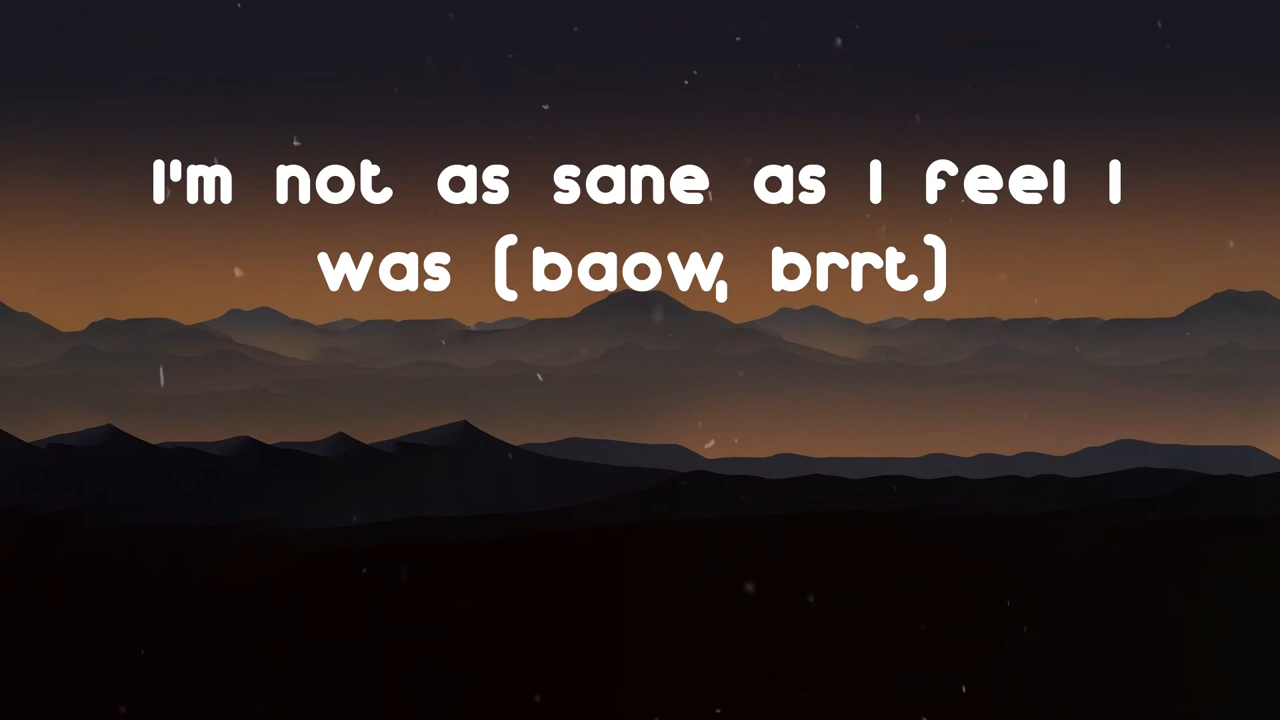 I'm not as sane as I feel I
was (baow, brrt)